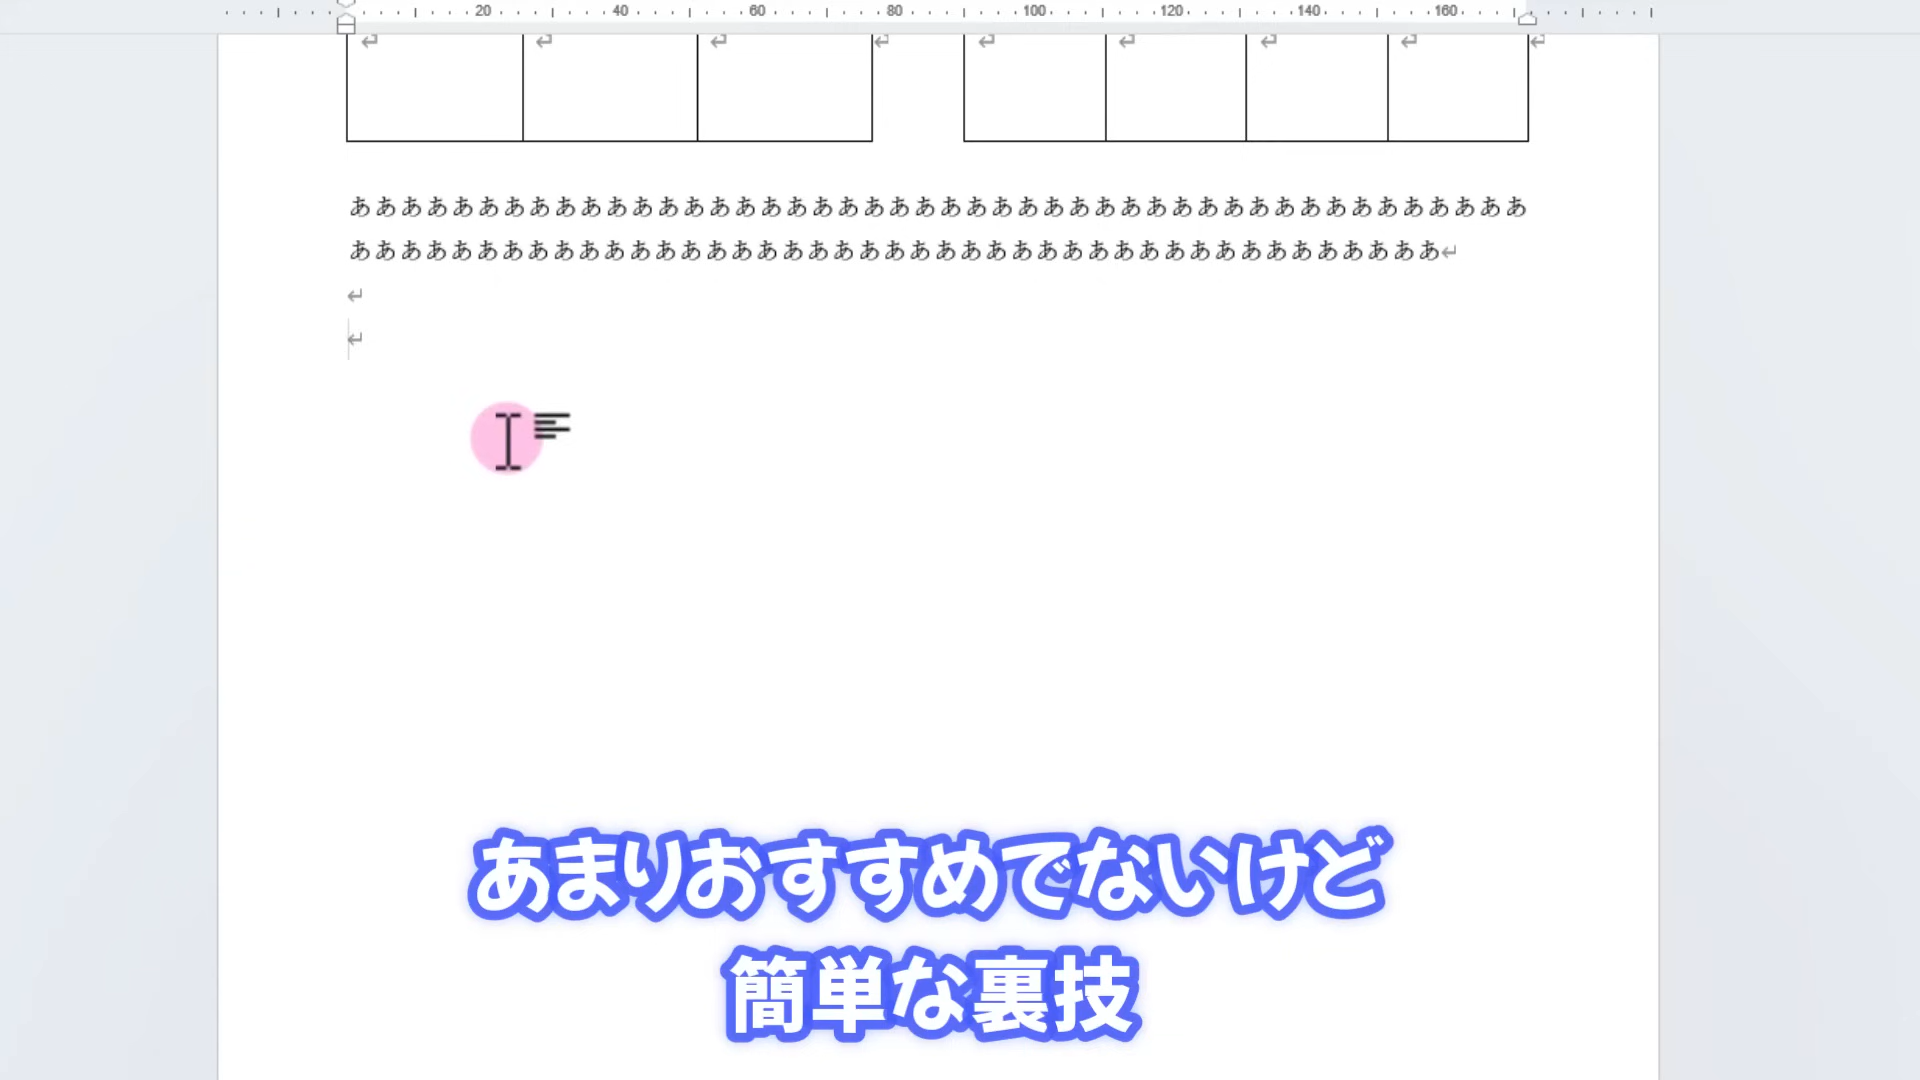 20 40 60 80 100 120 140 160
ああああああああああああああああああああああああああああああああああああああああああああああ
あああああああああああああああああああああああああああああああああああああああああああ↵
あまりおすすめでないけど
簡単な裏技